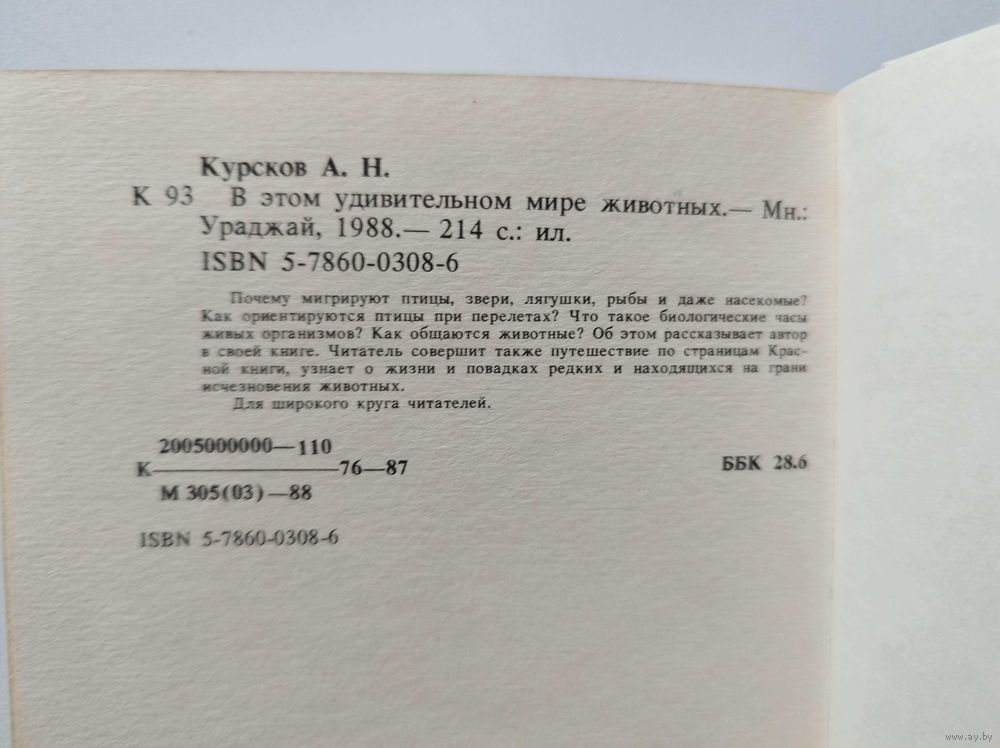 Курсков А. Н.
К 93 В этом удивительном мире животных.— Мн.:
Ураджай, 1988.— 214 с.: ил.
ISBN 5-7860-0308-6
Почему мигрируют птицы, звери, лягушки, рыбы и даже насекомые?
Как ориентируются птицы при перелетах? Что такое биологические часы
живых организмов? Как общаются животные? Об этом рассказывает автор
в своей книге. Читатель совершит также путешествие по страницам Крас-
ной книги, узнает о жизни и повадках редких и находящихся на грани
исчезновения животных.
Для широкого круга читателей.
2005000000—110
К—————76—87
М 305(03)—88
ББК 28.6
ISBN 5-7860-0308-6
www.ay.by